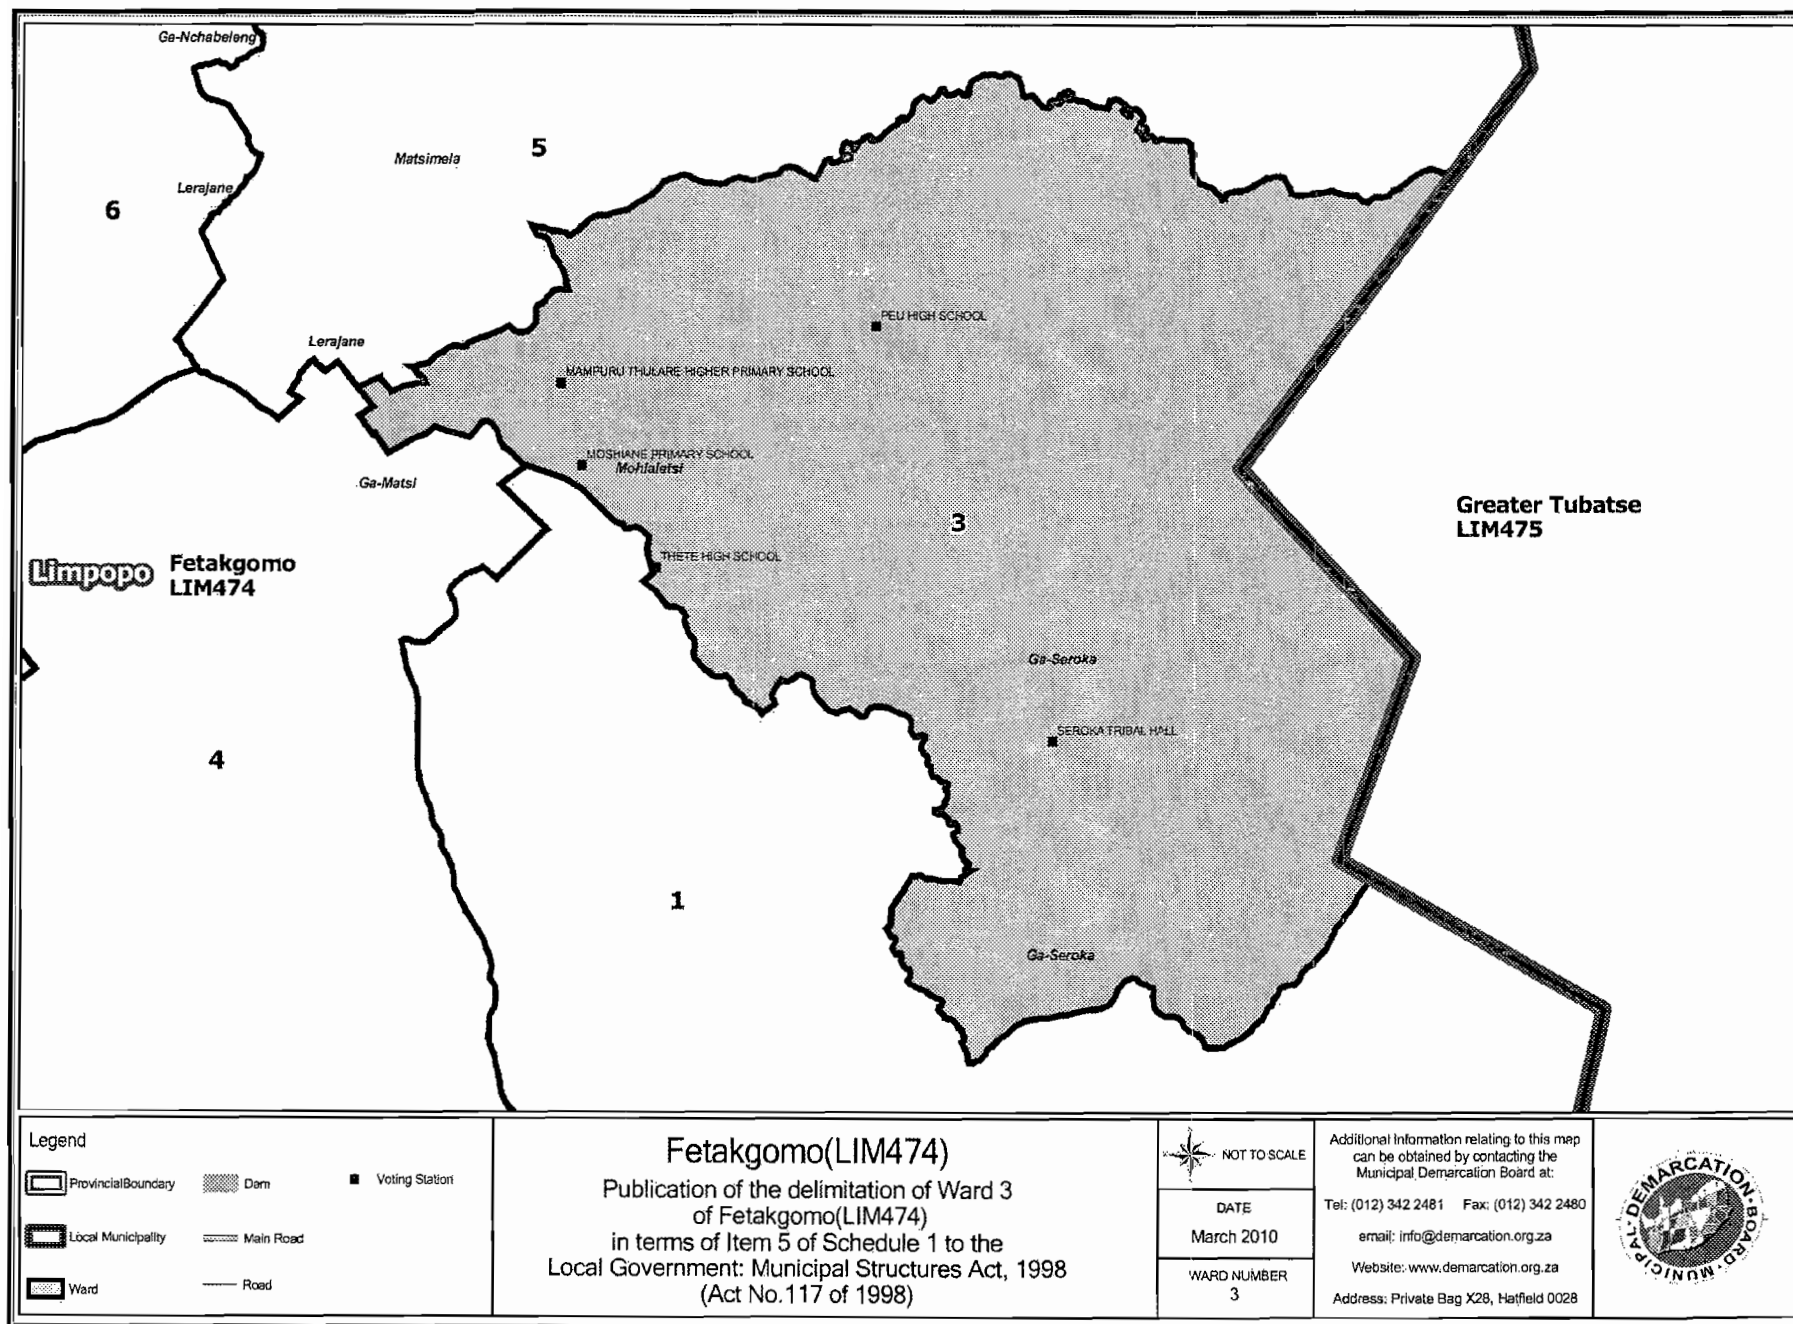 Ga-Nchabeleng
Matsimela
5
Lerajane
6
Lerajane
PEU HIGH SCHOOL
MAMPURU THULARE HIGHER PRIMARY SCHOOL
MOSHIANE PRIMARY SCHOOL
Mohlaletsi
Ga-Matsi
3
Greater Tubatse
LIM475
THETE HIGH SCHOOL
Limpopo
Fetakgomo
LIM474
Ga-Seroka
SEROKA TRIBAL HALL
4
1
Ga-Seroka
Legend
Provincial Boundary
Dam
Voting Station
Local Municipality
Main Road
Ward
Road
Fetakgomo(LIM474)
Publication of the delimitation of Ward 3
of Fetakgomo(LIM474)
in terms of Item 5 of Schedule 1 to the
Local Government: Municipal Structures Act, 1998
(Act No.117 of 1998)
NOT TO SCALE
DATE
March 2010
WARD NUMBER
3
Additional Information relating to this map
can be obtained by contacting the
Municipal Demarcation Board at:
Tel: (012) 342 2481 Fax: (012) 342 2480
email: info@demarcation.org.za
Website: www.demarcation.org.za
Address: Private Bag X28, Hatfield 0028
MUNICIPAL DEMARCATION BOARD